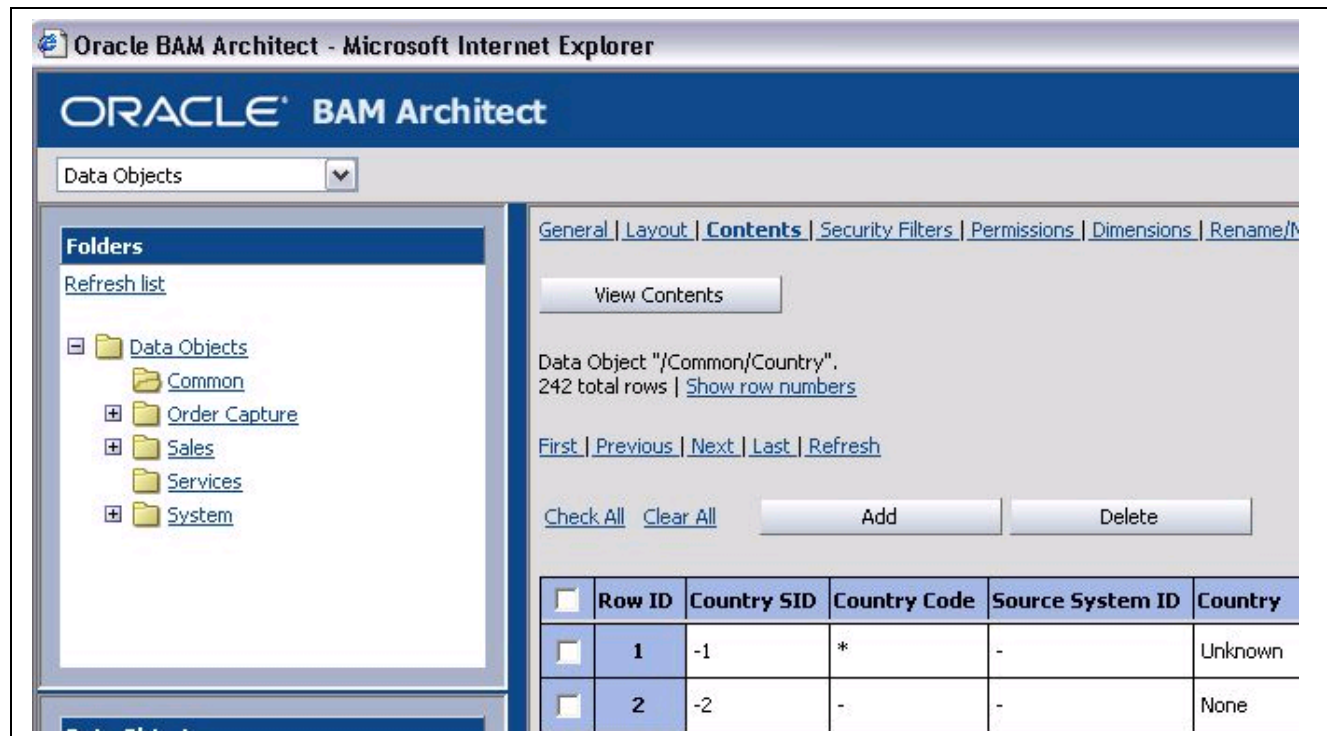 Oracle BAM Architect - Microsoft Internet Explorer
ORACLE BAM Architect
Data Objects
Folders
Refresh list
Data Objects
Common
Order Capture
Sales
Services
System
General | Layout | Contents | Security Filters | Permissions | Dimensions | Rename/
View Contents
Data Object "/Common/Country".
242 total rows | Show row numbers
First | Previous | Next | Last | Refresh
Check All Clear All Add Delete
Row ID Country SID Country Code Source System ID Country
1 -1 * - Unknown
2 -2 - - None